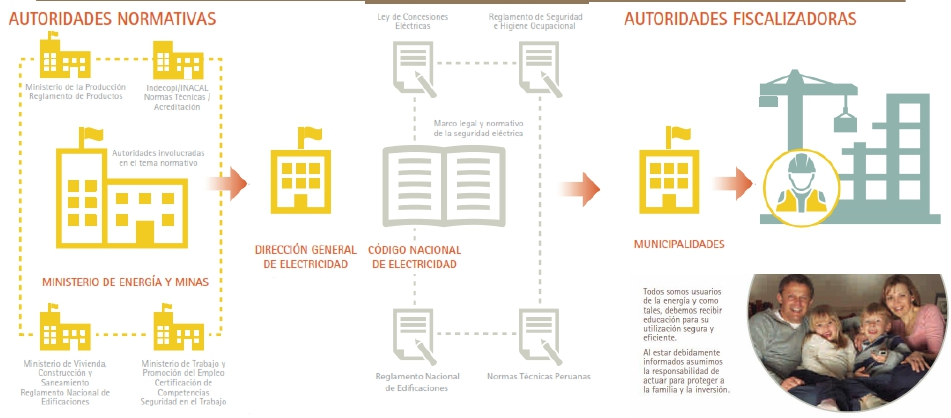 AUTORIDADES NORMATIVAS
Ministerio de la Producción
Reglamento de Productos
Indecopi/INACAL
Normas Técnicas /
Acreditación
Autoridades involucradas
en el tema normativo
MINISTERIO DE ENERGÍA Y MINAS
Ministerio de Vivienda,
Construcción y
Saneamiento
Reglamento Nacional de
Edificaciones
Ministerio de Trabajo y
Promoción del Empleo
Certificación de
Competencias
Seguridad en el Trabajo
DIRECCIÓN GENERAL
DE ELECTRICIDAD
Ley de Concesiones
Eléctricas
Reglamento de Seguridad
e Higiene Ocupacional
Marco legal y normativo
de la seguridad eléctrica
CÓDIGO NACIONAL
DE ELECTRICIDAD
Reglamento Nacional
de Edificaciones
Normas Técnicas Peruanas
AUTORIDADES FISCALIZADORAS
MUNICIPALIDADES
Todos somos usuarios
de la energía y como
tales, debemos recibir
educación para su
utilización segura y
eficiente.
Al estar debidamente
informados asumimos
la responsabilidad de
actuar para proteger a
la familia y la inversión.